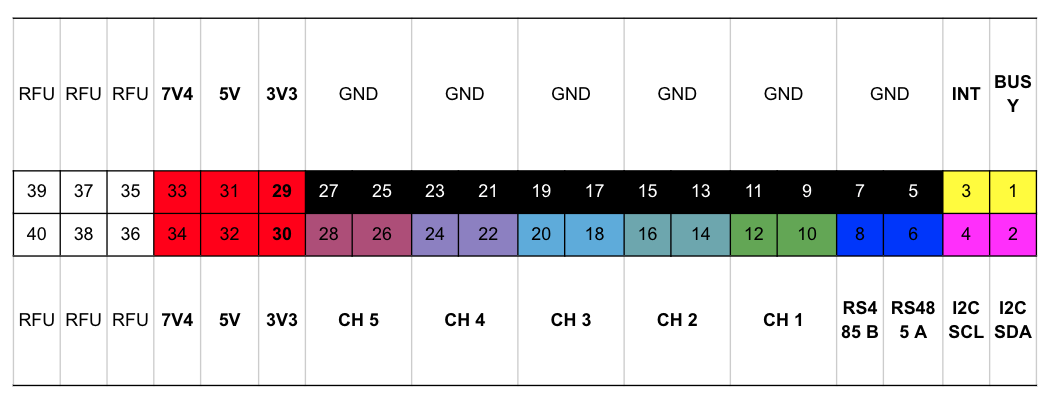 RFU RFU RFU 7V4 5V 3V3 GND GND GND GND GND GND INT BUS
Y
39 37 35 33 31 29 27 25 23 21 19 17 15 13 11 9 7 5 3 1
40 38 36 34 32 30 28 26 24 22 20 18 16 14 12 10 8 6 4 2
RFU RFU RFU 7V4 5V 3V3 CH 5 CH 4 CH 3 CH 2 CH 1 RS4 RS48 I2C I2C
85 B 5 A SCL SDA